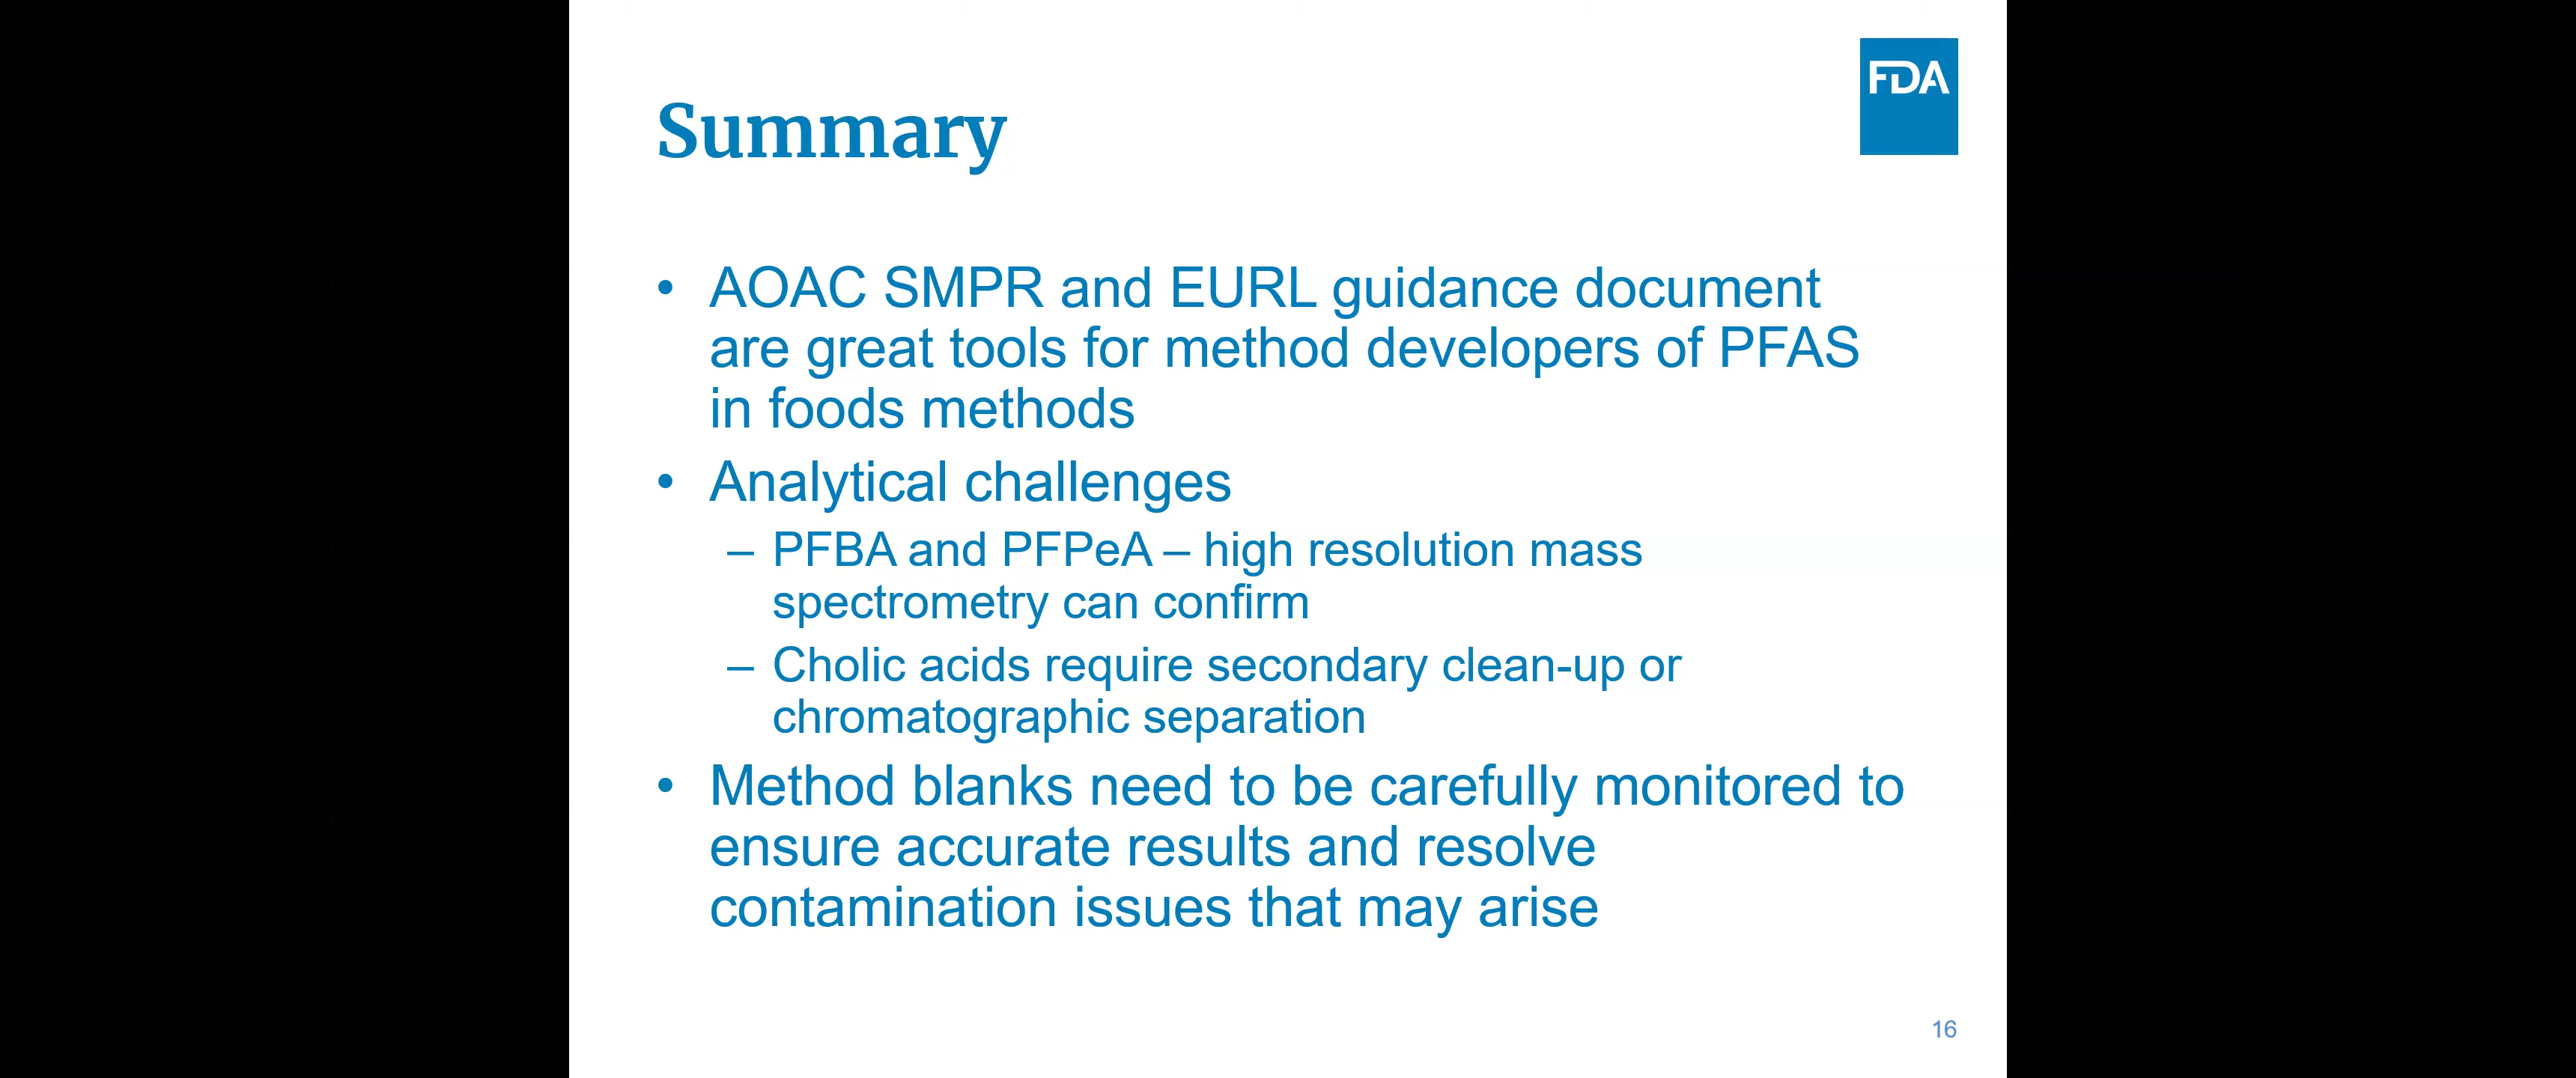 FDA
Summary
• AOAC SMPR and EURL guidance document
are great tools for method developers of PFAS
in foods methods
• Analytical challenges
– PFBA and PFPeA – high resolution mass
spectrometry can confirm
– Cholic acids require secondary clean-up or
chromatographic separation
• Method blanks need to be carefully monitored to
ensure accurate results and resolve
contamination issues that may arise
16